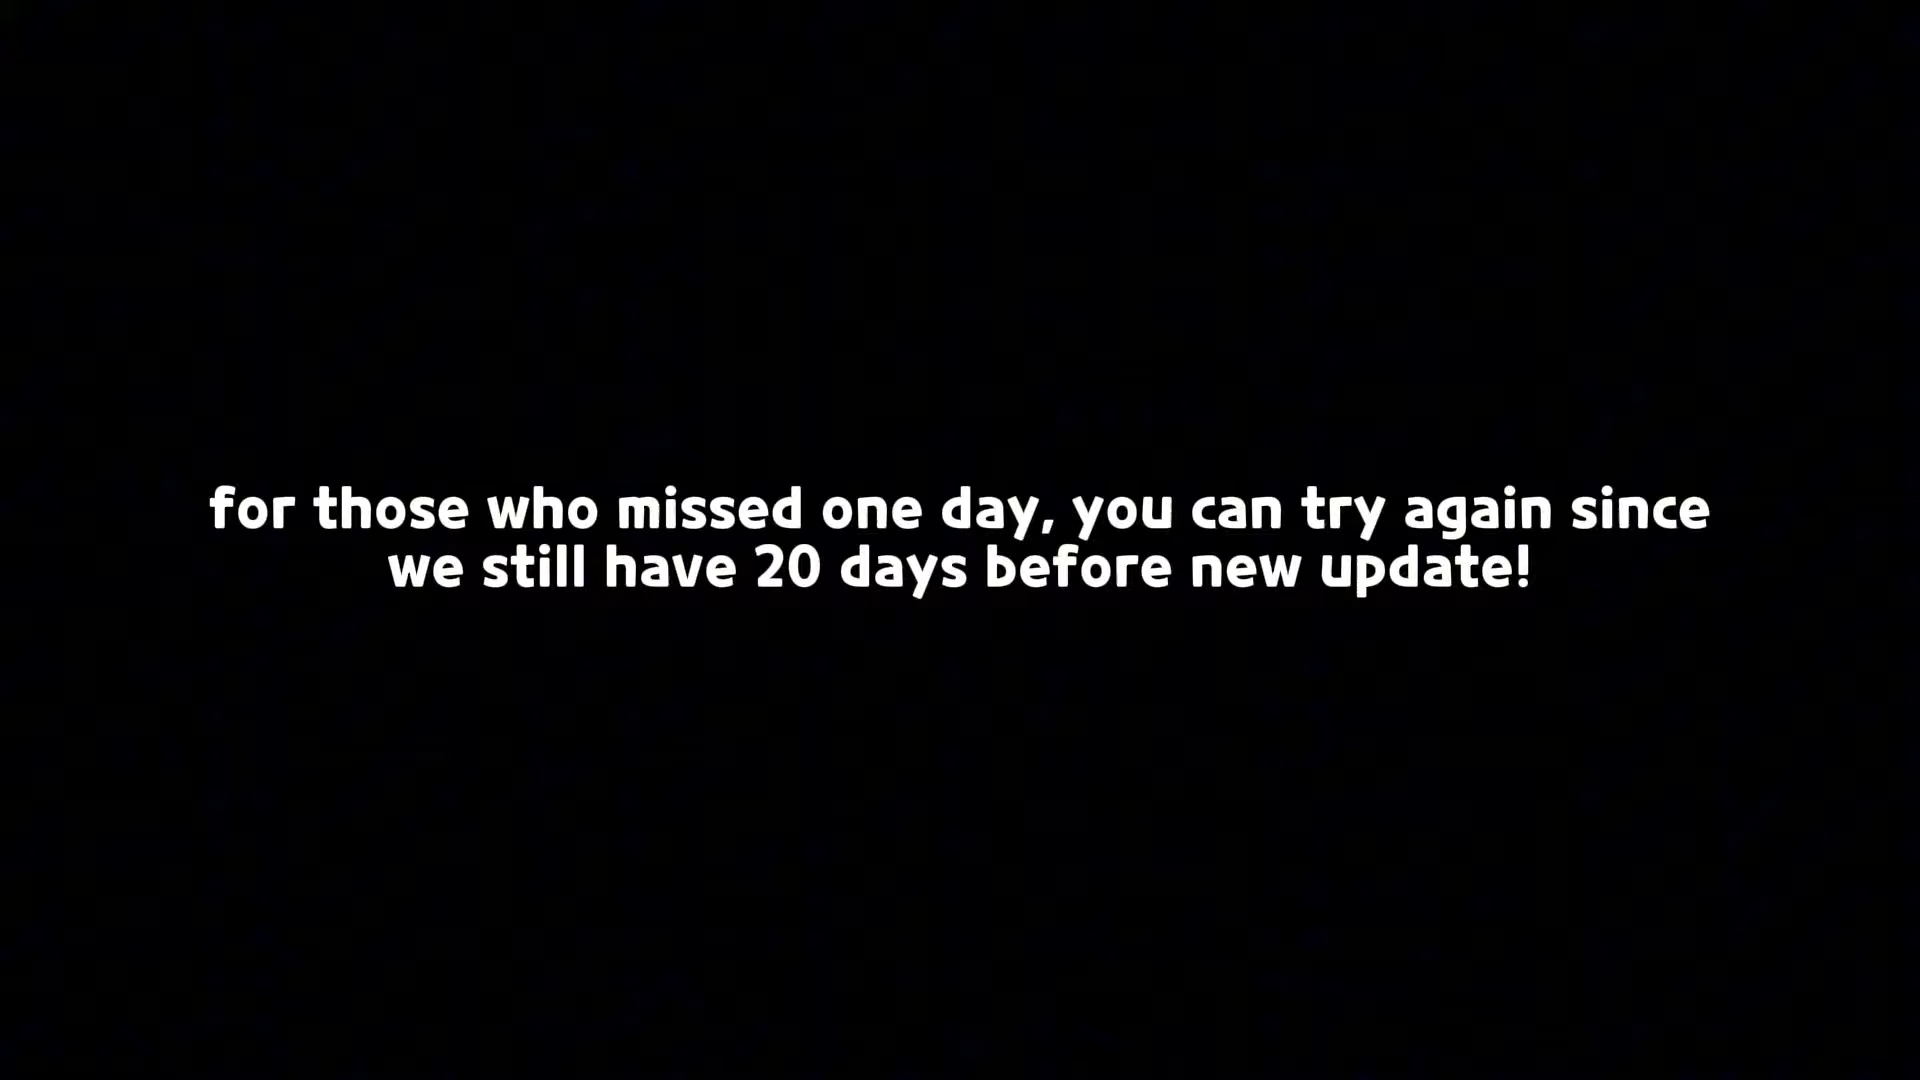 for those who missed one day, you can try again since
we still have 20 days before new update!